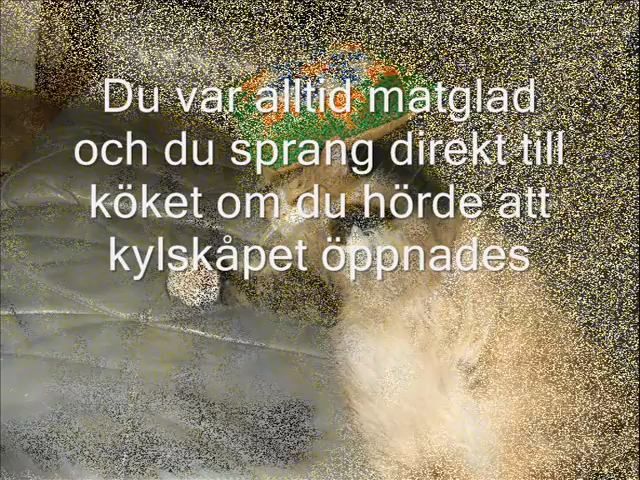 Du var alltid matglad
och du sprang direkt till
köket om du hörde att
kylskåpet öppnades